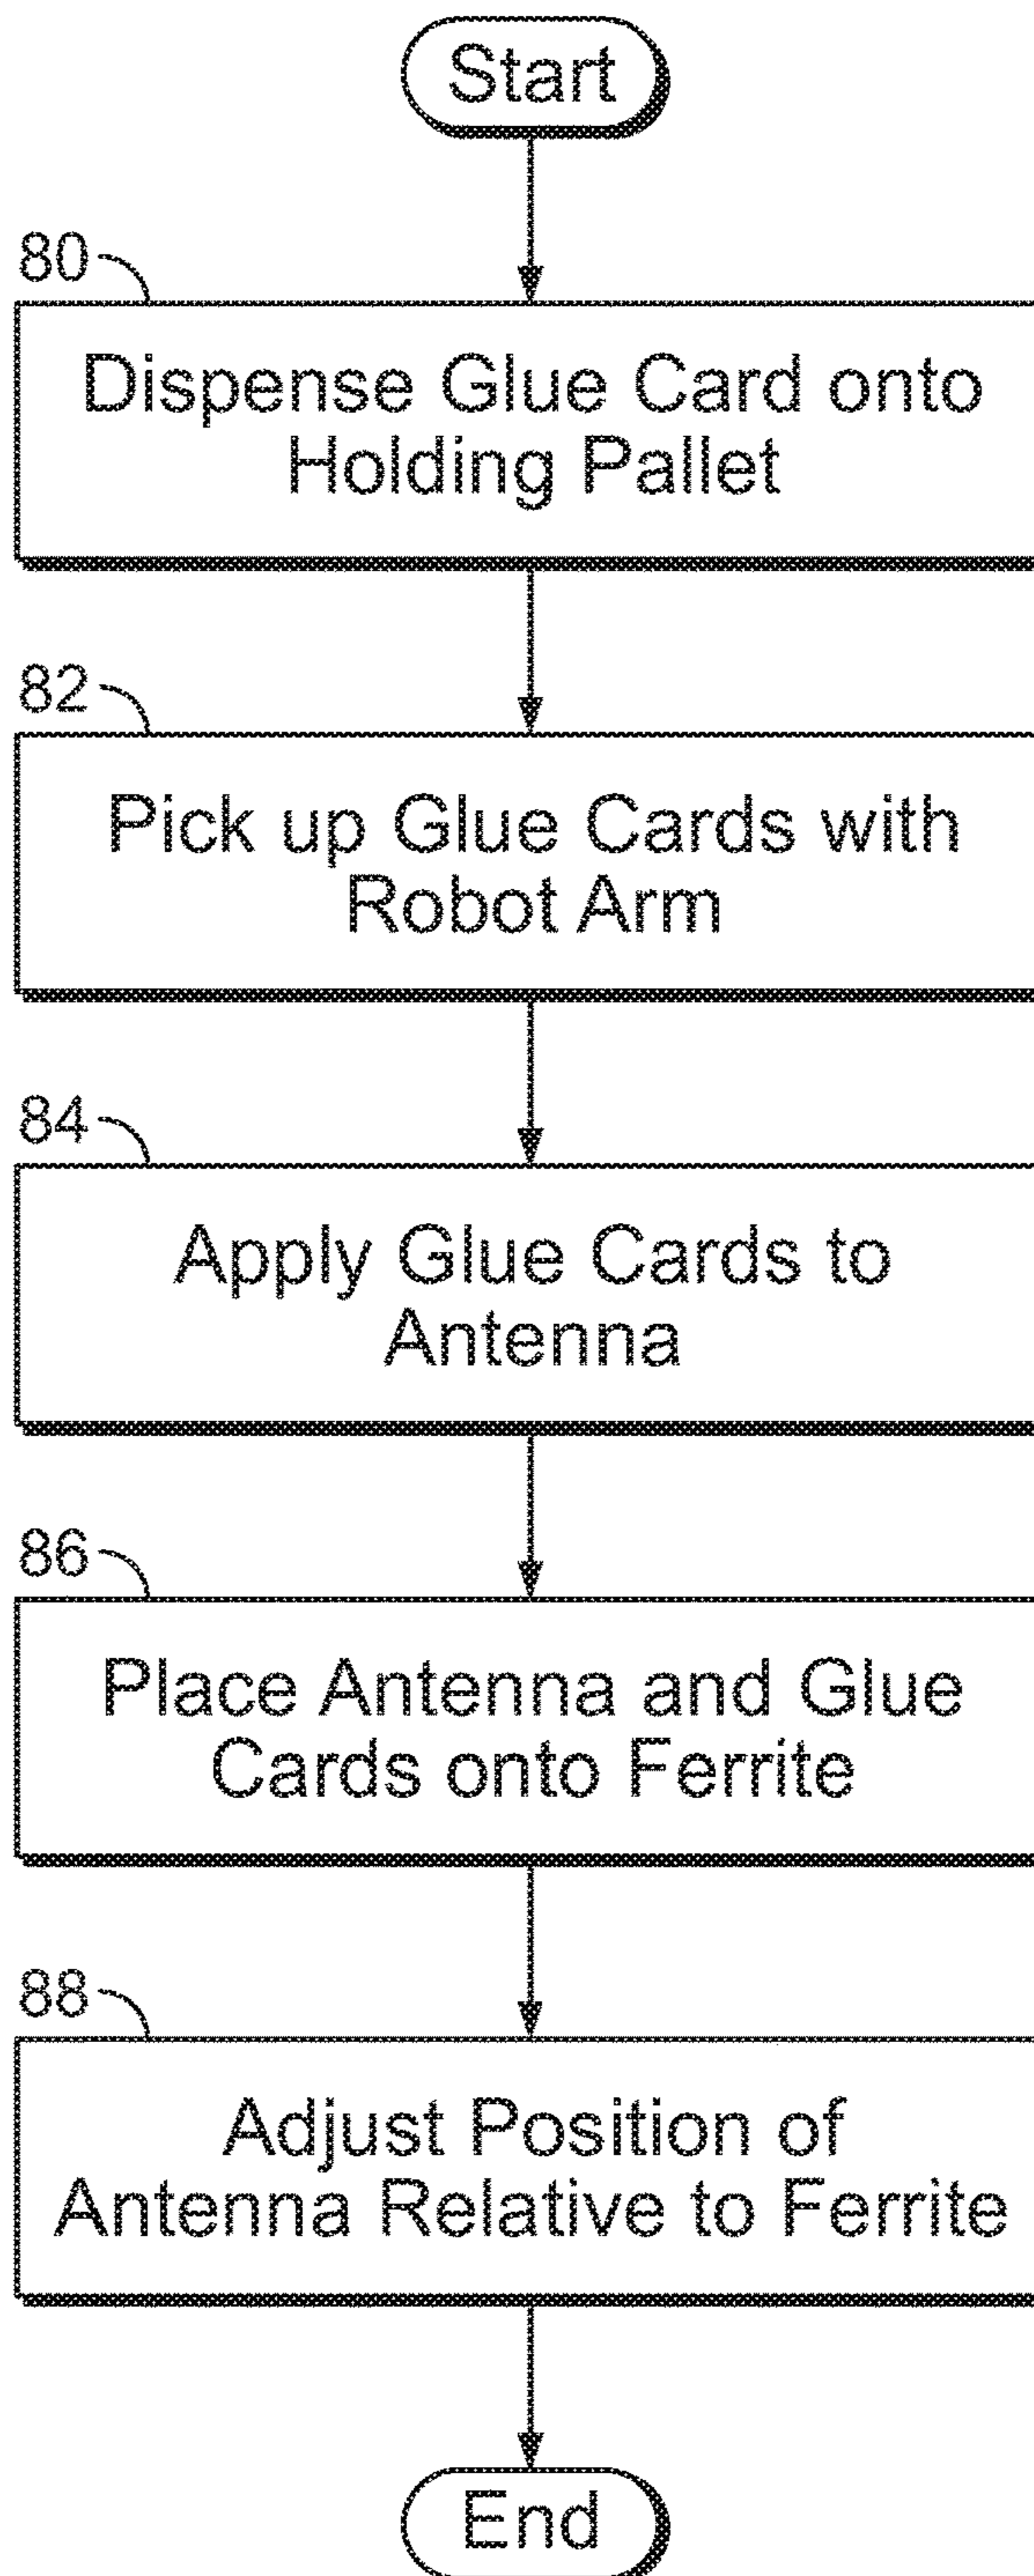 Start
80
Dispense Glue Card onto
Holding Pallet
82
Pick up Glue Cards with
Robot Arm
84
Apply Glue Cards to
Antenna
86
Place Antenna and Glue
Cards onto Ferrite
88
Adjust Position of
Antenna Relative to Ferrite
End